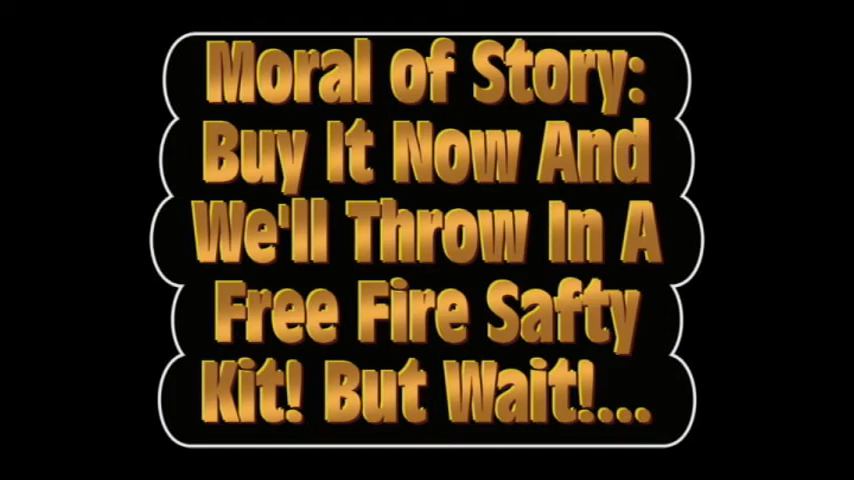 Moral of Story:
Buy It Now And
We'll Throw In A
Free Fire Safty
Kit! But Wait!...